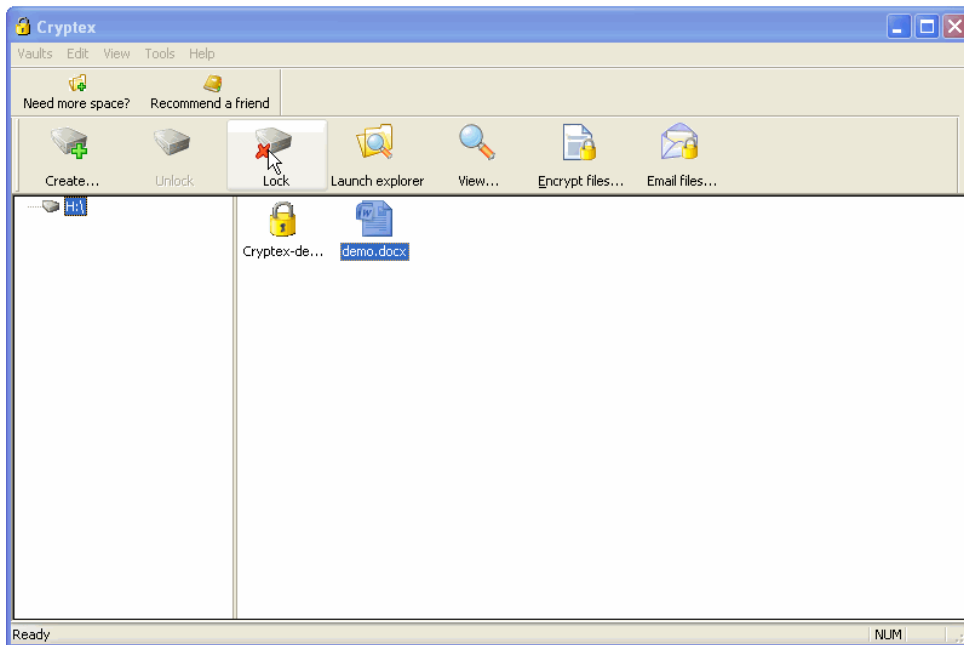 Cryptex
Vaults Edit View Tools Help
Need more space? Recommend a friend
Create... Unlock Lock Launch explorer View... Encrypt files... Email files...
H:\
Cryptex-de... demo.docx
Ready NUM